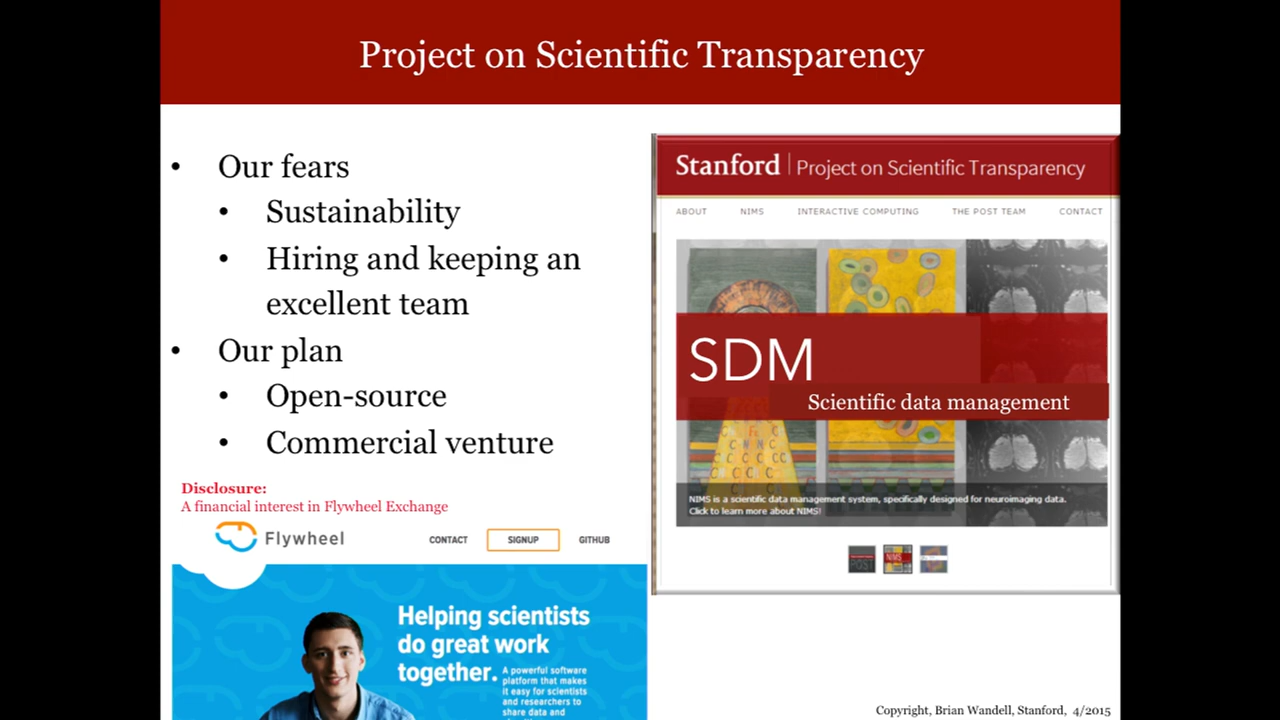 Project on Scientific Transparency
• Our fears
• Sustainability
• Hiring and keeping an
excellent team
• Our plan
• Open-source
• Commercial venture
Disclosure:
A financial interest in Flywheel Exchange
Flywheel
CONTACT SIGNUP GITHUB
Helping scientists
do great work
together.
A powerful software
platform that makes
it easy for scientists
and researchers to
share data and
Stanford | Project on Scientific Transparency
ABOUT NIMS INTERACTIVE COMPUTING THE POST TEAM CONTACT
SDM
Scientific data management
NIMS is a scientific data management system, specifically designed for neuroimaging data.
Click to learn more about NIMS!
POST NIMS
Copyright, Brian Wandell, Stanford, 4/2015